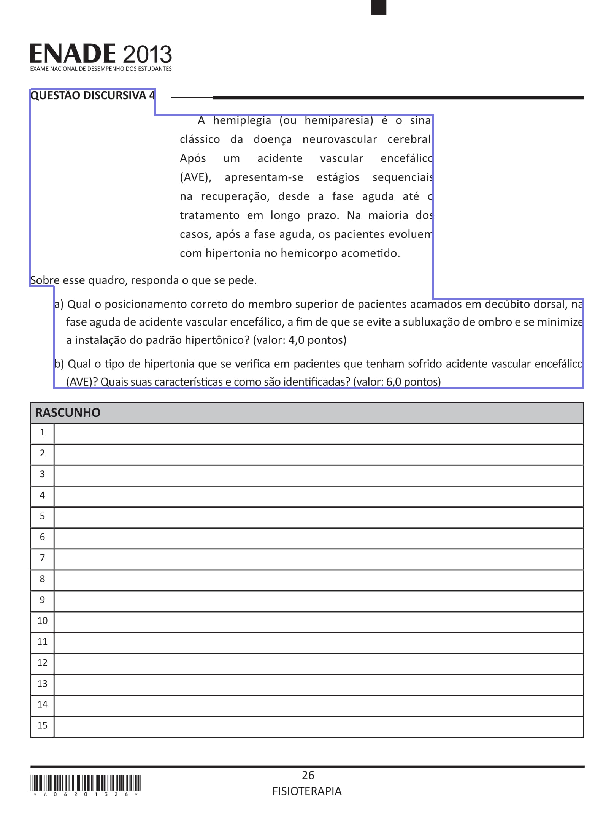 ENADE 2013
EXAME NACIONAL DE DESEMPENHO DOS ESTUDANTES
QUESTÃO DISCURSIVA 4
A hemiplegia (ou hemiparesia) é o sina
clássico da doença neurovascular cerebral
Após um acidente vascular encefálico
(AVE), apresentam-se estágios sequenciais
na recuperação, desde a fase aguda até o
tratamento em longo prazo. Na maioria dos
casos, após a fase aguda, os pacientes evoluem
com hipertonia no hemicorpo acometido.
Sobre esse quadro, responda o que se pede.
a) Qual o posicionamento correto do membro superior de pacientes acamados em decúbito dorsal, na
fase aguda de acidente vascular encefálico, a fim de que se evite a subluxação de ombro e se minimize
a instalação do padrão hipertônico? (valor: 4,0 pontos)
b) Qual o tipo de hipertonia que se verifica em pacientes que tenham sofrido acidente vascular encefálico
(AVE)? Quais suas características e como são identificadas? (valor: 6,0 pontos)
RASCUNHO
1
2
3
4
5
6
7
8
9
10
11
12
13
14
15
26
FISIOTERAPIA